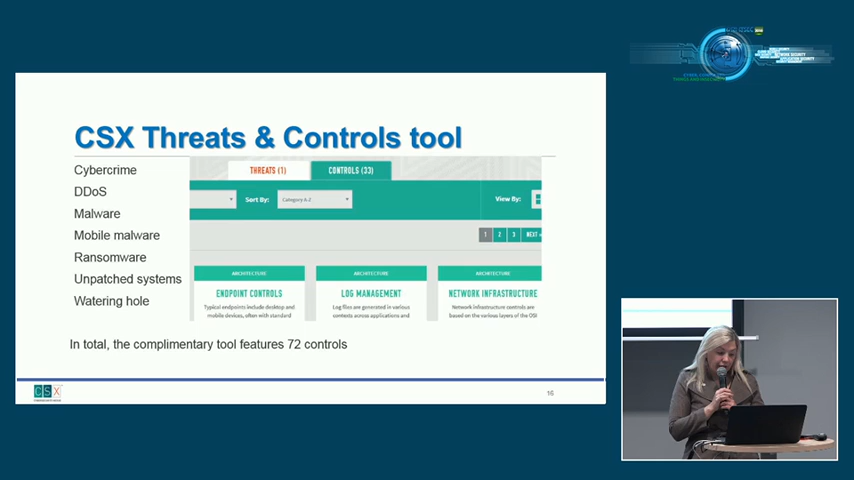 CSX Threats & Controls tool
Cybercrime
DDoS
Malware
Mobile malware
Ransomware
Unpatched systems
Watering hole
THREATS (1)
CONTROLS (33)
Sort By:
Category A-Z
View By:
1 2 3 NEXT
ARCHITECTURE
ENDPOINT CONTROLS
Typical endpoints include desktop and
mobile devices, often with standard
ARCHITECTURE
LOG MANAGEMENT
Log files are generated in various
contexts across applications and
ARCHITECTURE
NETWORK INFRASTRUCTURE
Network infrastructure controls are
based on the various layers of the OSI
In total, the complimentary tool features 72 controls
CSX
16
NETWORK SECURITY
APPLICATION SECURITY